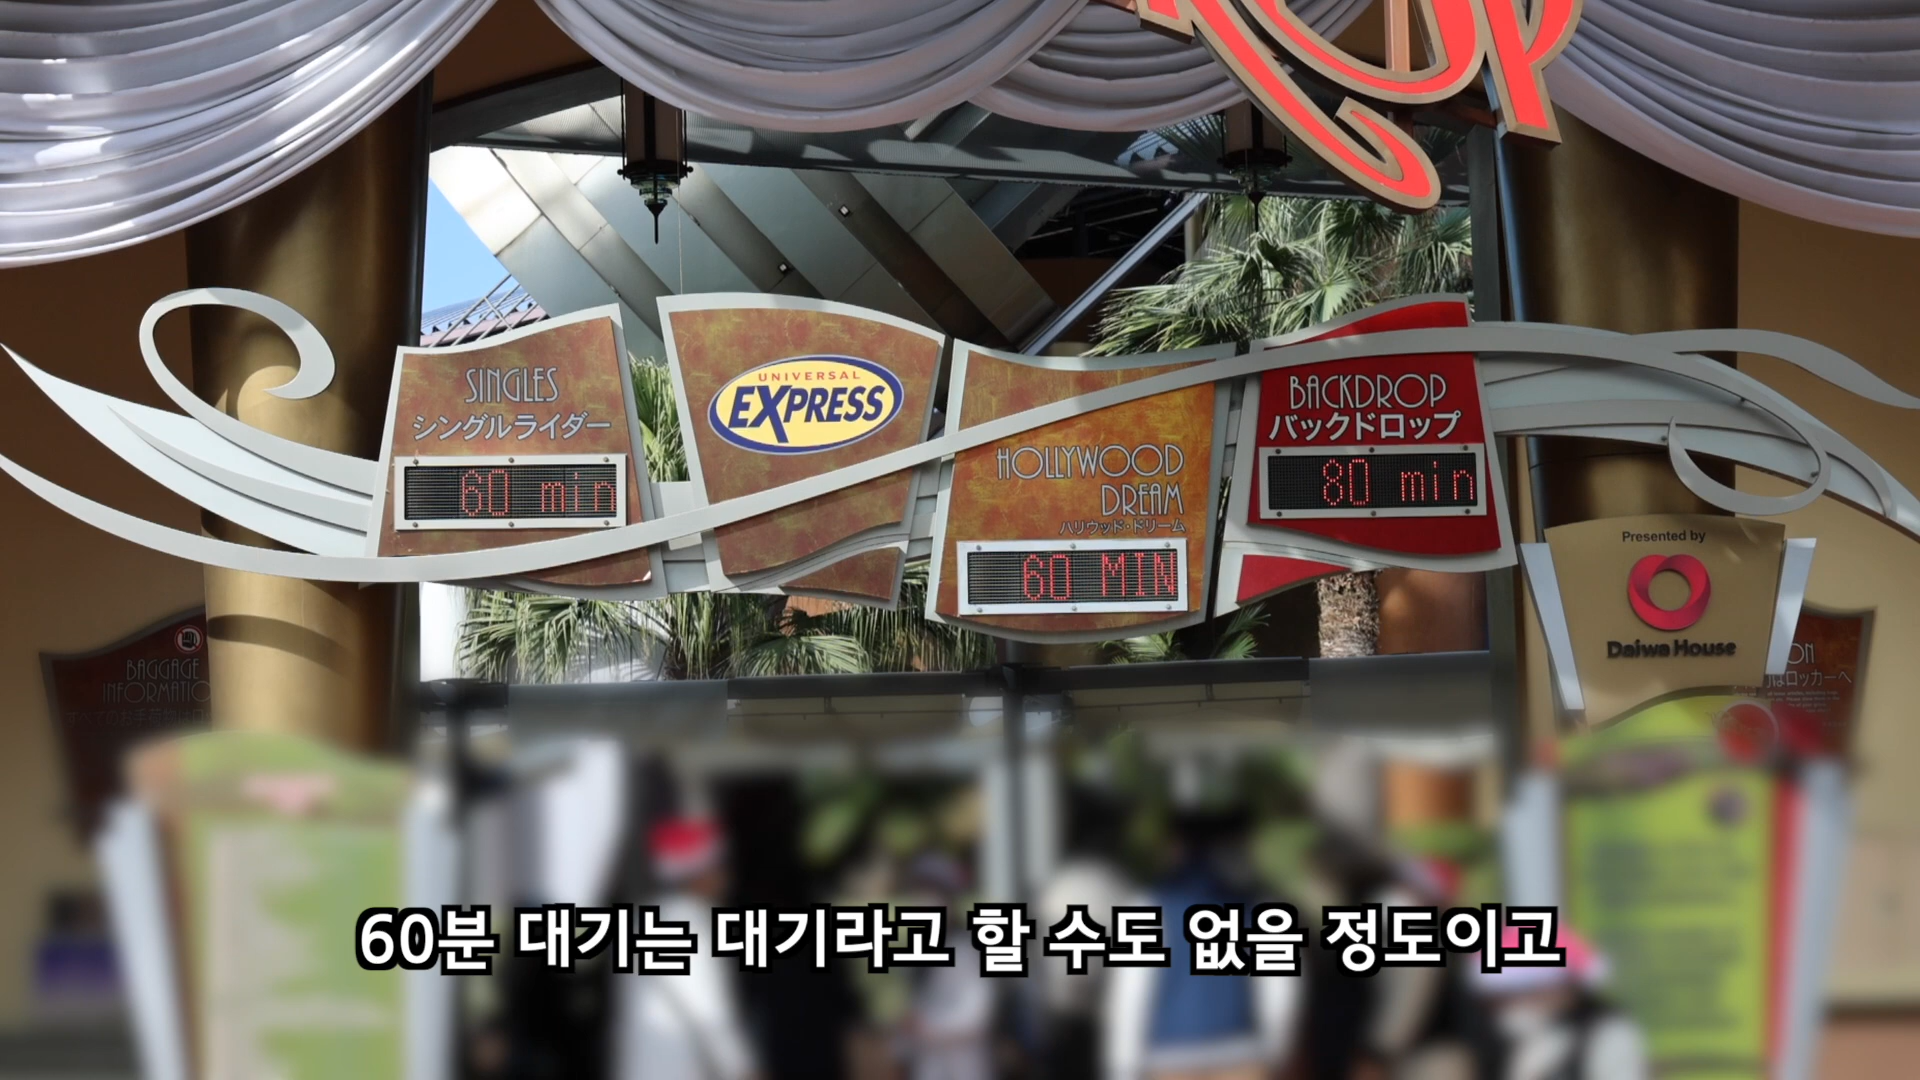 SINGLES
シングルライダー
60 min
UNIVERSAL
EXPRESS
HOLLYWOOD
DREAM
ハリウッド・ドリーム
60 MIN
BACKDROP
バックドロップ
80 min
Presented by
Daiwa House
BAGGAGE
60분 대기는 대기라고 할 수도 없을 정도이고